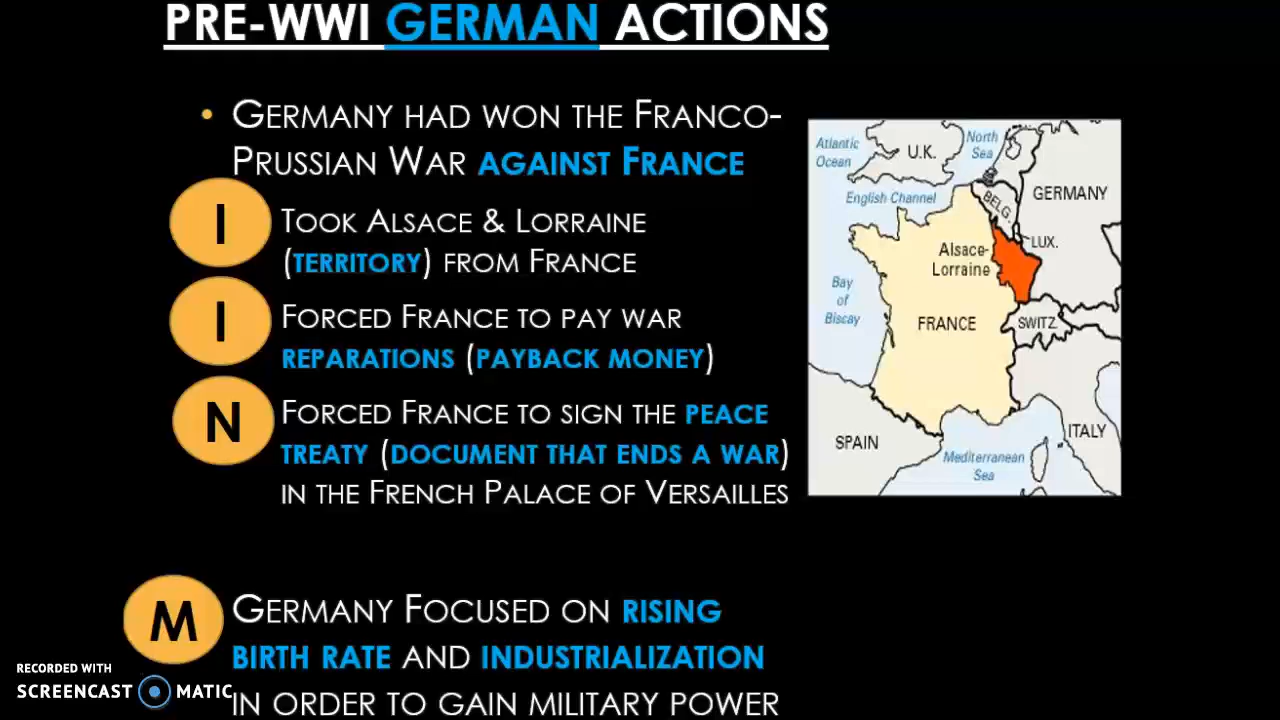 PRE-WWI GERMAN ACTIONS
• GERMANY HAD WON THE FRANCO-
PRUSSIAN WAR AGAINST FRANCE
I
TOOK ALSACE & LORRAINE
(TERRITORY) FROM FRANCE
I
FORCED FRANCE TO PAY WAR
REPARATIONS (PAYBACK MONEY)
N
FORCED FRANCE TO SIGN THE PEACE
TREATY (DOCUMENT THAT ENDS A WAR)
IN THE FRENCH PALACE OF VERSAILLES
M
GERMANY FOCUSED ON RISING
BIRTH RATE AND INDUSTRIALIZATION
IN ORDER TO GAIN MILITARY POWER
Atlantic
Ocean
U.K.
North
Sea
English Channel
BELG.
GERMANY
LUX.
Alsace-
Lorraine
Bay
of
Biscay
FRANCE
SWITZ.
SPAIN
Mediterranean
Sea
ITALY
RECORDED WITH
SCREENCAST MATIC